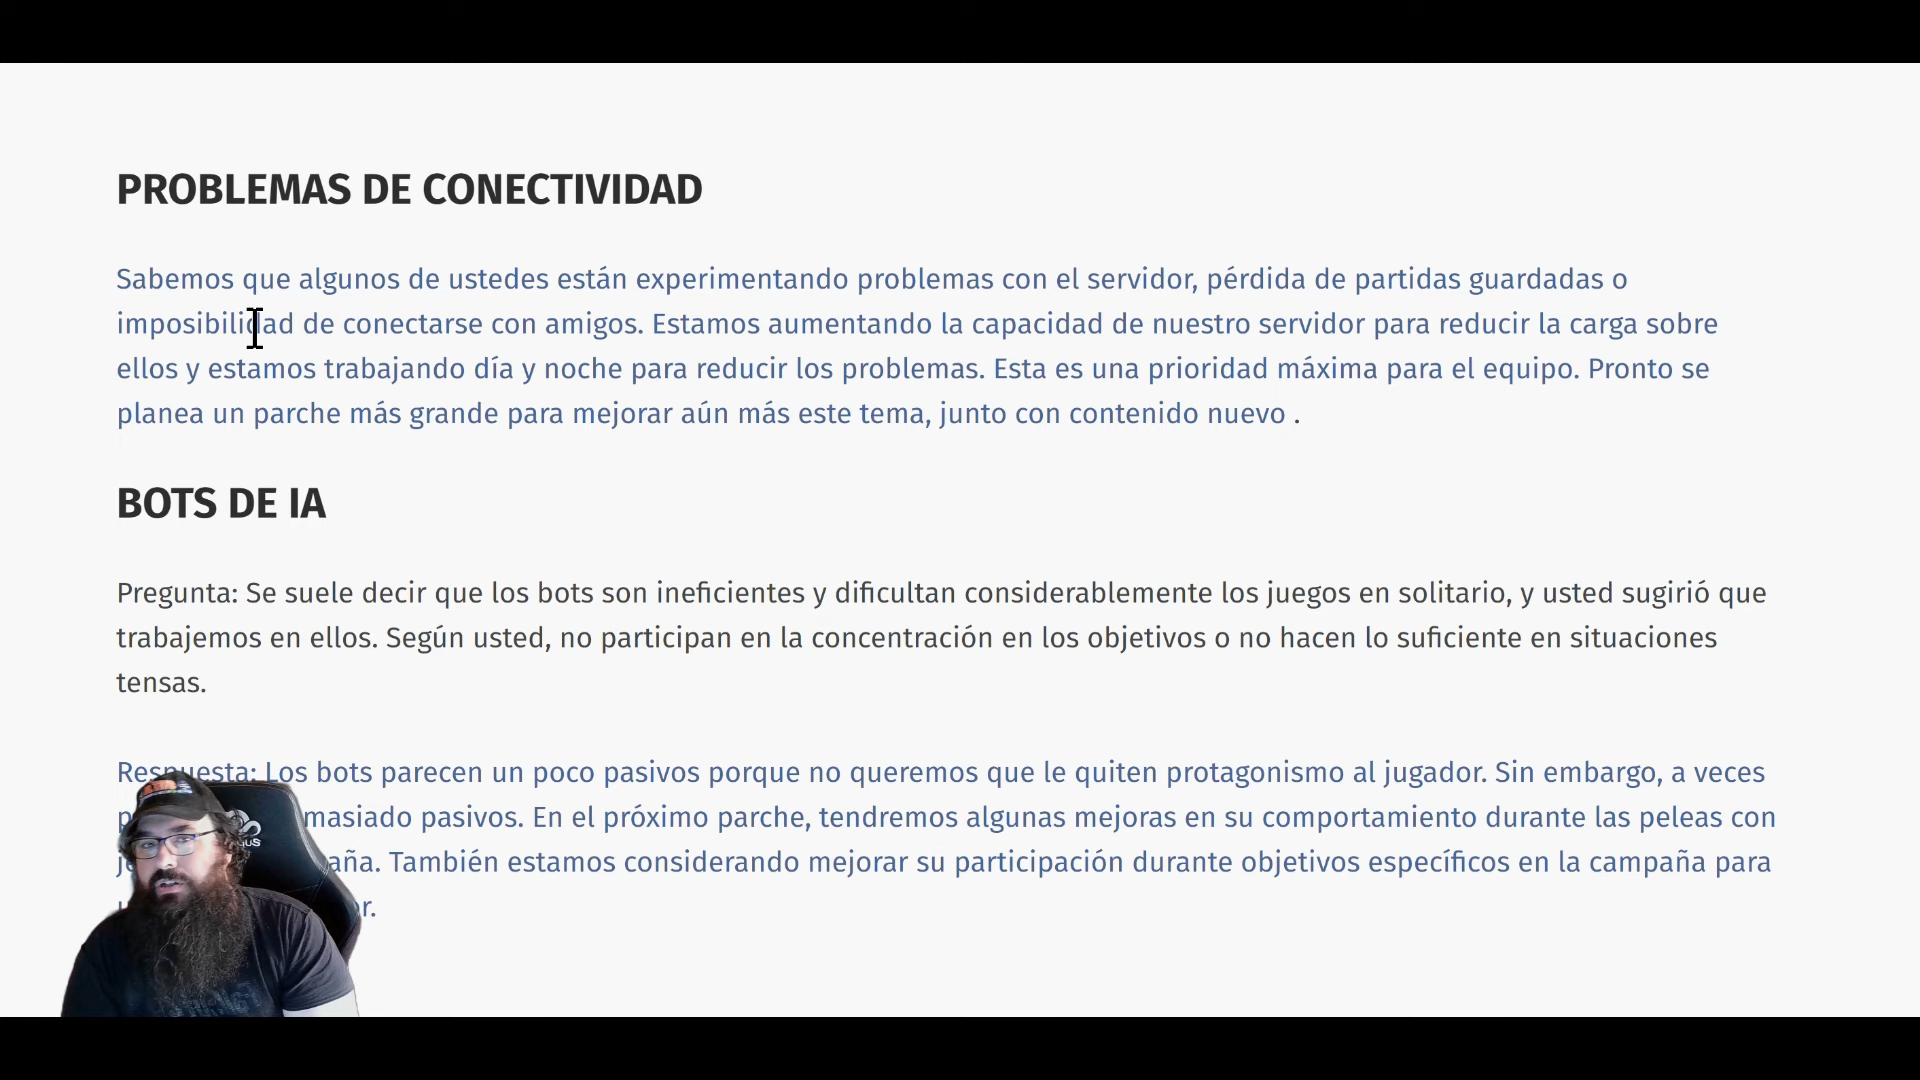 PROBLEMAS DE CONECTIVIDAD
Sabemos que algunos de ustedes están experimentando problemas con el servidor, pérdida de partidas guardadas o
imposibilidad de conectarse con amigos. Estamos aumentando la capacidad de nuestro servidor para reducir la carga sobre
ellos y estamos trabajando día y noche para reducir los problemas. Esta es una prioridad máxima para el equipo. Pronto se
planea un parche más grande para mejorar aún más este tema, junto con contenido nuevo .
BOTS DE IA
Pregunta: Se suele decir que los bots son ineficientes y dificultan considerablemente los juegos en solitario, y usted sugirió que
trabajemos en ellos. Según usted, no participan en la concentración en los objetivos o no hacen lo suficiente en situaciones
tensas.
Respuesta: Los bots parecen un poco pasivos porque no queremos que le quiten protagonismo al jugador. Sin embargo, a veces
masiado pasivos. En el próximo parche, tendremos algunas mejoras en su comportamiento durante las peleas con
aña. También estamos considerando mejorar su participación durante objetivos específicos en la campaña para
r.